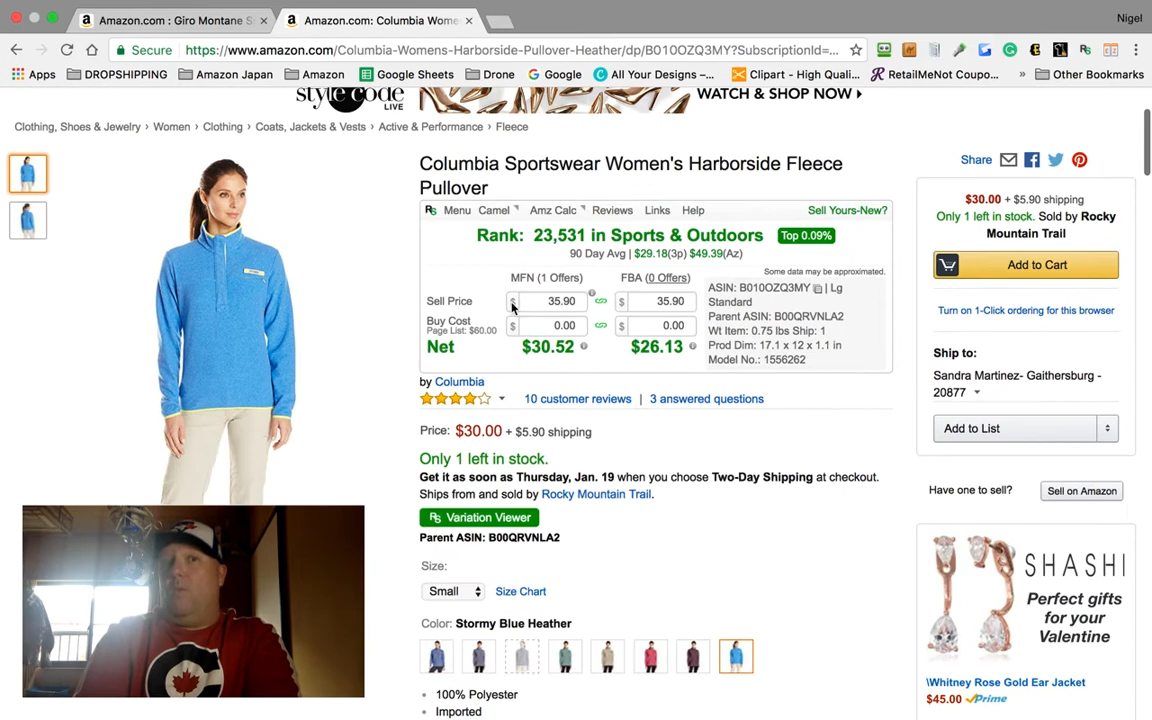 Amazon.com : Giro Montane S
Amazon.com: Columbia Wome
Nigel
Secure https://www.amazon.com/Columbia-Womens-Harborside-Pullover-Heather/dp/B010OZQ3MY?SubscriptionId=...
Apps DROPSHIPPING Amazon Japan Amazon Google Sheets Drone Google All Your Designs –... Clipart - High Quali... RetailMeNot Coupo... » Other Bookmarks
style code
LIVE
WATCH & SHOP NOW
Clothing, Shoes & Jewelry › Women › Clothing › Coats, Jackets & Vests › Active & Performance › Fleece
Columbia Sportswear Women's Harborside Fleece
Pullover
Rs Menu Camel Amz Calc Reviews Links Help Sell Yours-New?
Rank: 23,531 in Sports & Outdoors Top 0.09%
90 Day Avg | $29.18(3p) $49.39(Az)
Some data may be approximated.
MFN (1 Offers) FBA (0 Offers)
Sell Price $ 35.90 $ 35.90
Buy Cost $ 0.00 $ 0.00
Page List: $60.00
Net $30.52 $26.13
ASIN: B010OZQ3MY | Lg
Standard
Parent ASIN: B00QRVNLA2
Wt Item: 0.75 lbs Ship: 1
Prod Dim: 17.1 x 12 x 1.1 in
Model No.: 1556262
by Columbia
10 customer reviews | 3 answered questions
Price: $30.00 + $5.90 shipping
Only 1 left in stock.
Get it as soon as Thursday, Jan. 19 when you choose Two-Day Shipping at checkout.
Ships from and sold by Rocky Mountain Trail.
Rs Variation Viewer
Parent ASIN: B00QRVNLA2
Size:
Small Size Chart
Color: Stormy Blue Heather
100% Polyester
Imported
Share
$30.00 + $5.90 shipping
Only 1 left in stock. Sold by Rocky
Mountain Trail
Add to Cart
Turn on 1-Click ordering for this browser
Ship to:
Sandra Martinez- Gaithersburg -
20877
Add to List
Have one to sell? Sell on Amazon
SHASHI
Perfect gifts
for your
Valentine
\Whitney Rose Gold Ear Jacket
$45.00 Prime